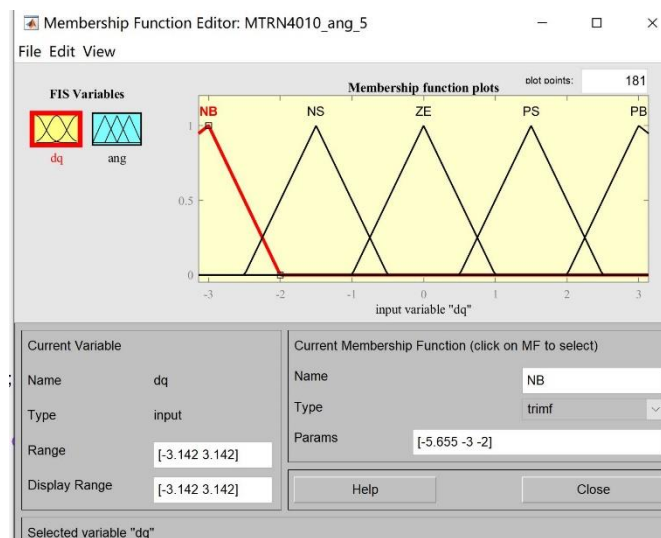 Membership Function Editor: MTRN4010_ang_5
File Edit View
FIS Variables
dq
ang
Membership function plots
plot points:
181
NB
NS
ZE
PS
PB
1
0.5
0
-3
-2
-1
0
1
2
3
input variable "dq"
Current Variable
Name
dq
Type
input
Range
[-3.142 3.142]
Display Range
[-3.142 3.142]
Current Membership Function (click on MF to select)
Name
NB
Type
trimf
Params
[-5.655 -3 -2]
Help
Close
Selected variable "dq"